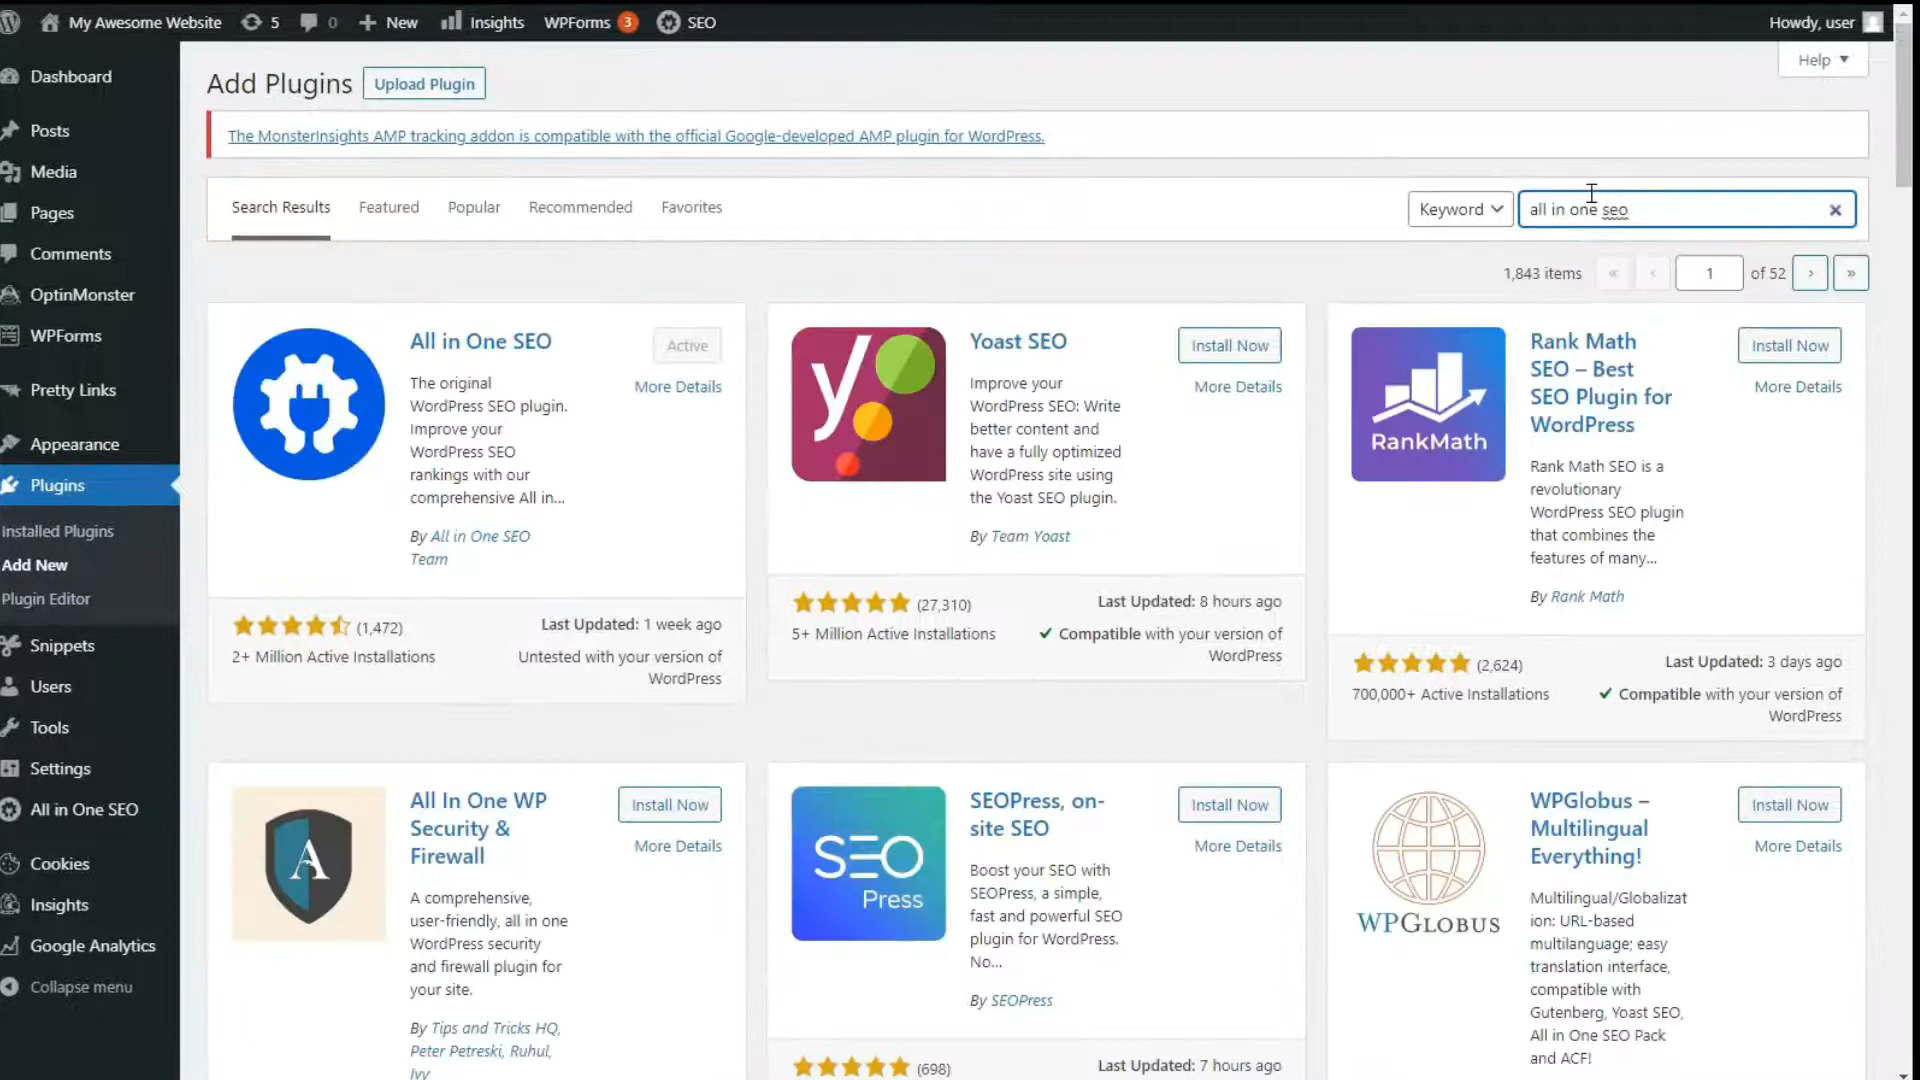 My Awesome Website
5
0
New
Insights
WPForms 3
SEO
Howdy, user
Dashboard
Posts
Media
Pages
Comments
OptinMonster
WPForms
Pretty Links
Appearance
Plugins
Installed Plugins
Add New
Plugin Editor
Snippets
Users
Tools
Settings
All in One SEO
Cookies
Insights
Google Analytics
Collapse menu
Help
Add Plugins
Upload Plugin
The MonsterInsights AMP tracking addon is compatible with the official Google-developed AMP plugin for WordPress.
Search Results
Featured
Popular
Recommended
Favorites
Keyword
all in one seo
1,843 items
«
‹
1
of 52
›
»
All in One SEO
Active
More Details
The original
WordPress SEO plugin.
Improve your
WordPress SEO
rankings with our
comprehensive All in...
By All in One SEO
Team
(1,472)
2+ Million Active Installations
Last Updated: 1 week ago
Untested with your version of
WordPress
y
Yoast SEO
Install Now
More Details
Improve your
WordPress SEO: Write
better content and
have a fully optimized
WordPress site using
the Yoast SEO plugin.
By Team Yoast
(27,310)
5+ Million Active Installations
Last Updated: 8 hours ago
Compatible with your version of
WordPress
RankMath
Rank Math
SEO – Best
SEO Plugin for
WordPress
Install Now
More Details
Rank Math SEO is a
revolutionary
WordPress SEO plugin
that combines the
features of many...
By Rank Math
(2,624)
700,000+ Active Installations
Last Updated: 3 days ago
Compatible with your version of
WordPress
A
All In One WP
Security &
Firewall
Install Now
More Details
A comprehensive,
user-friendly, all in one
WordPress security
and firewall plugin for
your site.
By Tips and Tricks HQ,
Peter Petreski, Ruhul,
Ivy
SEO
Press
SEOPress, on-
site SEO
Install Now
More Details
Boost your SEO with
SEOPress, a simple,
fast and powerful SEO
plugin for WordPress.
No...
By SEOPress
(698)
Last Updated: 7 hours ago
WPGLOBUS
WPGlobus –
Multilingual
Everything!
Install Now
More Details
Multilingual/Globalizat
ion: URL-based
multilanguage; easy
translation interface,
compatible with
Gutenberg, Yoast SEO,
All in One SEO Pack
and ACF!